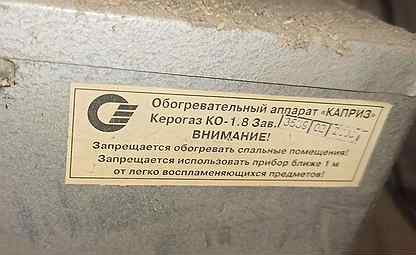 Обогревательный аппарат «КАПРИЗ»
Керогаз КО-1.8 Зав.
ВНИМАНИЕ!
Запрещается обогревать спальные помещения!
Запрещается использовать прибор ближе 1 м
от легко воспламеняющихся предметов!